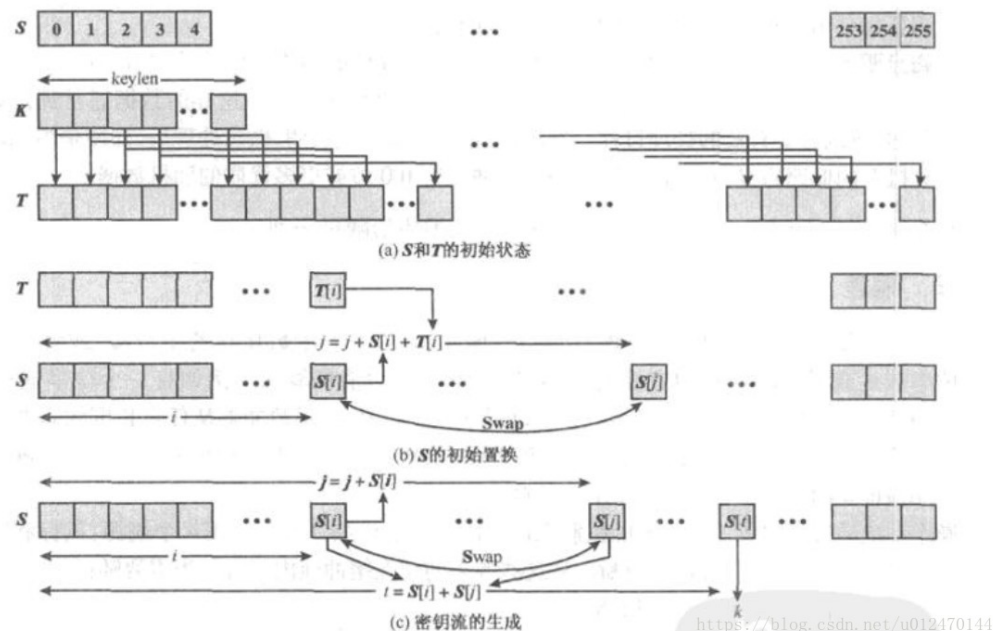 S 0 1 2 3 4 ••• 253 254 255
keylen
K •••
•••
T ••• ••• ••• •••
(a) S和T的初始状态
T ••• T[i] •••
j = j + S[i] + T[i]
S ••• S[i] ••• S[j] •••
i
Swap
(b) S的初始置换
j = j + S[i]
S ••• S[i] ••• S[j] ••• S[t] •••
i
Swap
t = S[i] + S[j]
k
(c) 密钥流的生成
https://blog.csdn.net/u012470144